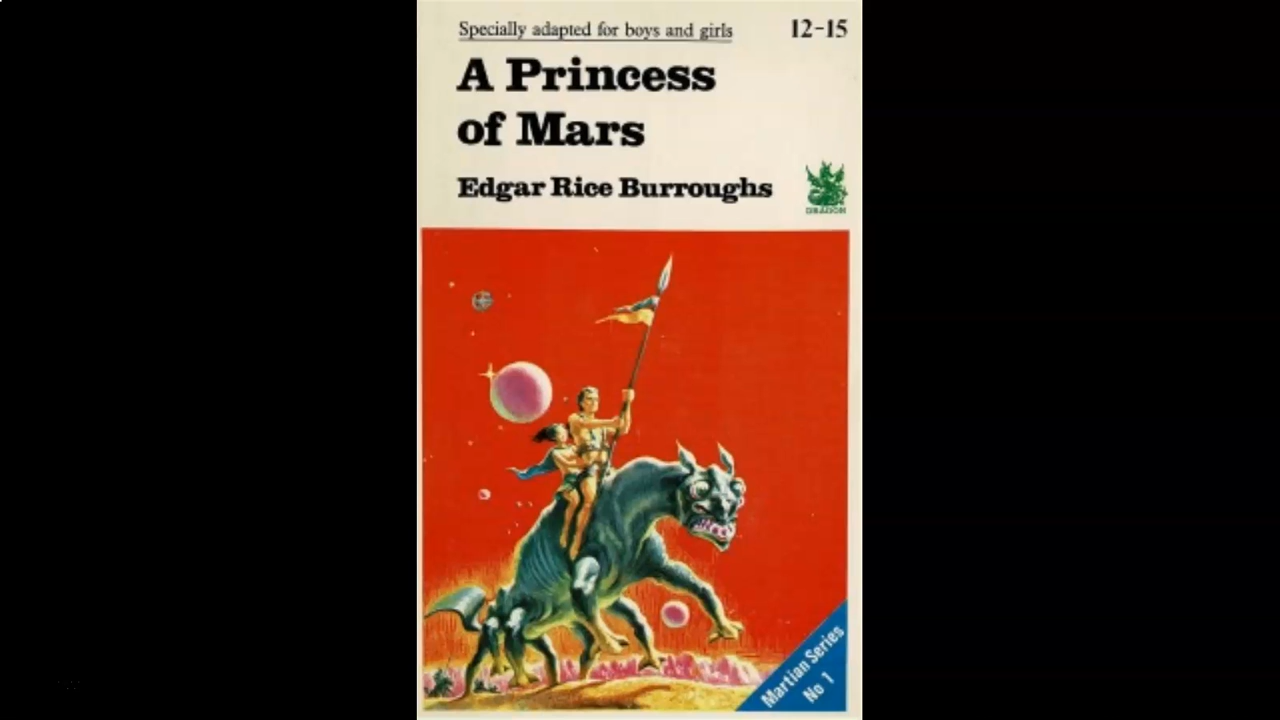 Specially adapted for boys and girls
12-15
A Princess
of Mars
Edgar Rice Burroughs
DRAGON
Martian Series
No 1